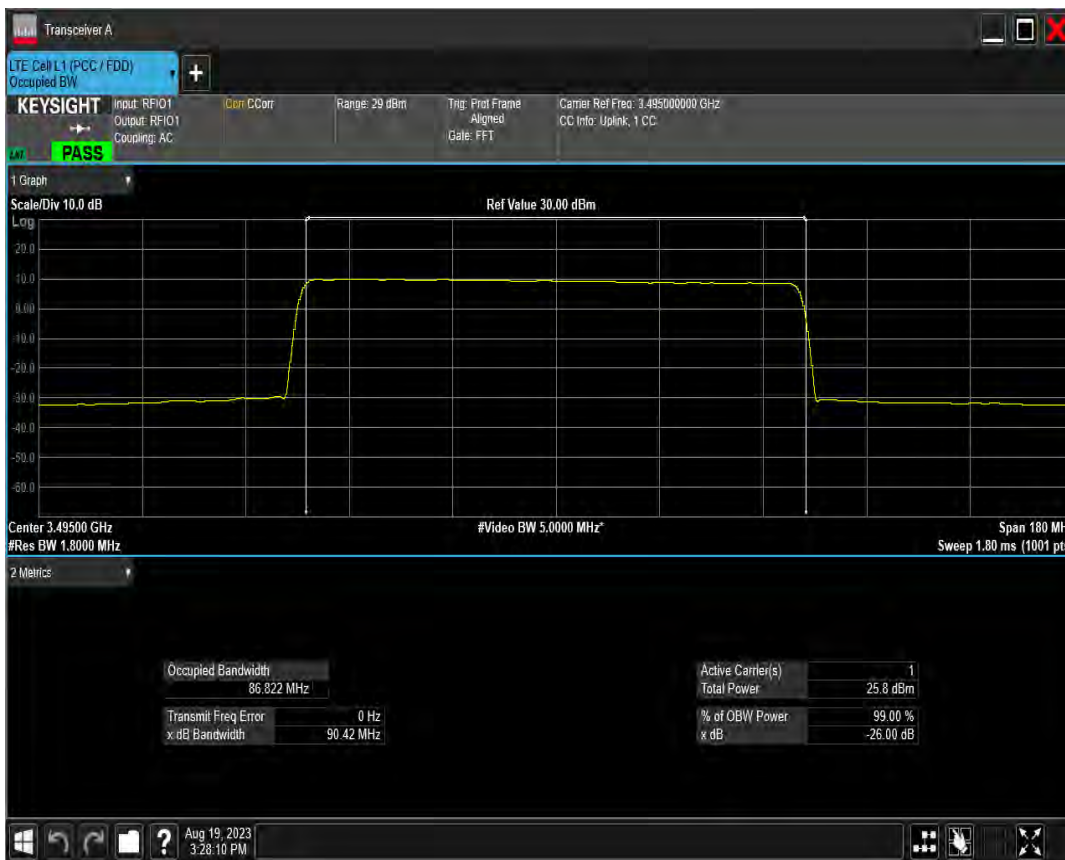 Transceiver A
LTE Cell L1 (PCC / FDD)
Occupied BW
KEYSIGHT
PASS
Input: RFIO1
Output: RFIO1
Coupling: AC
Corr CCorr
Range: 29 dBm
Trig: Prot Frame
Aligned
Gate: FFT
Carrier Ref Freq: 3.495000000 GHz
CC Info: Uplink, 1 CC
1 Graph
Scale/Div 10.0 dB
Ref Value 30.00 dBm
Log
20.0
10.0
0.00
-10.0
-20.0
-30.0
-40.0
-50.0
-60.0
Center 3.49500 GHz
#Video BW 5.0000 MHz*
Span 180 MH
#Res BW 1.8000 MHz
Sweep 1.80 ms (1001 pts
2 Metrics
Occupied Bandwidth
86.822 MHz
Transmit Freq Error 0 Hz
x dB Bandwidth 90.42 MHz
Active Carrier(s) 1
Total Power 25.8 dBm
% of OBW Power 99.00 %
x dB -26.00 dB
Aug 19, 2023
3:28:10 PM